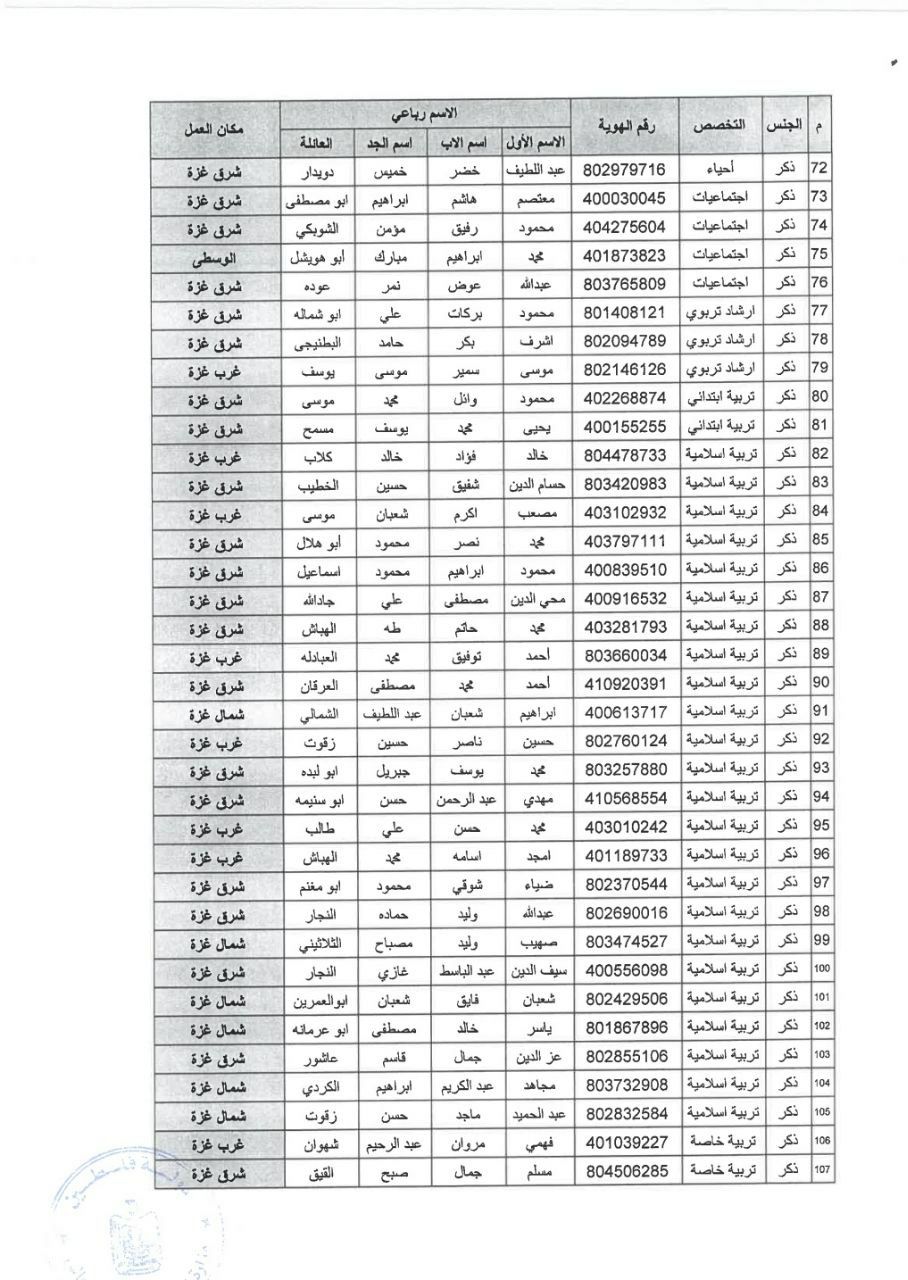 م الجنس التخصص رقم الهوية الاسم رباعي مكان العمل
الاسم الأول اسم الاب اسم الجد العائلة
72 ذكر أحياء 802979716 عبد اللطيف خضر خميس دويدار شرق غزة
73 ذكر اجتماعيات 400030045 معتصم هاشم ابراهيم ابو مصطفى شرق غزة
74 ذكر اجتماعيات 404275604 محمود رفيق مؤمن الشوبكي شرق غزة
75 ذكر اجتماعيات 401873823 محمد ابراهيم مبارك أبو هويشل الوسطى
76 ذكر اجتماعيات 803765809 عبدالله عوض نمر عوده شرق غزة
77 ذكر ارشاد تربوي 801408121 محمود بركات علي ابو شماله شرق غزة
78 ذكر ارشاد تربوي 802094789 اشرف بكر حامد البطنيجى شرق غزة
79 ذكر ارشاد تربوي 802146126 موسى سمير موسى يوسف غرب غزة
80 ذكر تربية ابتدائي 402268874 محمود وائل محمد موسى شرق غزة
81 ذكر تربية ابتدائي 400155255 يحيى محمد يوسف مسمح شرق غزة
82 ذكر تربية اسلامية 804478733 خالد فؤاد خالد كلاب غرب غزة
83 ذكر تربية اسلامية 803420983 حسام الدين شفيق حسين الخطيب شرق غزة
84 ذكر تربية اسلامية 403102932 مصعب اكرم شعبان موسى غرب غزة
85 ذكر تربية اسلامية 403797111 محمد نصر محمود أبو هلال شرق غزة
86 ذكر تربية اسلامية 400839510 محمود ابراهيم محمود اسماعيل شرق غزة
87 ذكر تربية اسلامية 400916532 محي الدين مصطفى علي جادالله شرق غزة
88 ذكر تربية اسلامية 403281793 محمد حاتم طه الهباش شرق غزة
89 ذكر تربية اسلامية 803660034 أحمد توفيق محمد العبادله غرب غزة
90 ذكر تربية اسلامية 410920391 أحمد محمد مصطفى العرقان شرق غزة
91 ذكر تربية اسلامية 400613717 ابراهيم شعبان عبد اللطيف الشمالي شمال غزة
92 ذكر تربية اسلامية 802760124 حسين ناصر حسين زقوت غرب غزة
93 ذكر تربية اسلامية 803257880 محمد يوسف جبريل ابو لبده شرق غزة
94 ذكر تربية اسلامية 410568554 مهدي عبد الرحمن حسن ابو سنيمه شرق غزة
95 ذكر تربية اسلامية 403010242 محمد حسن علي طالب غرب غزة
96 ذكر تربية اسلامية 401189733 امجد اسامه محمد الهباش غرب غزة
97 ذكر تربية اسلامية 802370544 ضياء شوقي محمود ابو مغنم شرق غزة
98 ذكر تربية اسلامية 802690016 عبدالله وليد حماده النجار شرق غزة
99 ذكر تربية اسلامية 803474527 صهيب وليد مصباح الثلاثيني شمال غزة
100 ذكر تربية اسلامية 400556098 سيف الدين عبد الباسط غازي النجار شرق غزة
101 ذكر تربية اسلامية 802429506 شعبان فايق شعبان ابوالعمرين شمال غزة
102 ذكر تربية اسلامية 801867896 ياسر خالد مصطفى ابو عرمانه شمال غزة
103 ذكر تربية اسلامية 802855106 عز الدين جمال قاسم عاشور شرق غزة
104 ذكر تربية اسلامية 803732908 مجاهد عبد الكريم ابراهيم الكردي شمال غزة
105 ذكر تربية اسلامية 802832584 عبد الحميد ماجد حسن زقوت شمال غزة
106 ذكر تربية خاصة 401039227 فهمي مروان عبد الرحيم شهوان غرب غزة
107 ذكر تربية خاصة 804506285 مسلم جمال صبح القيق شرق غزة